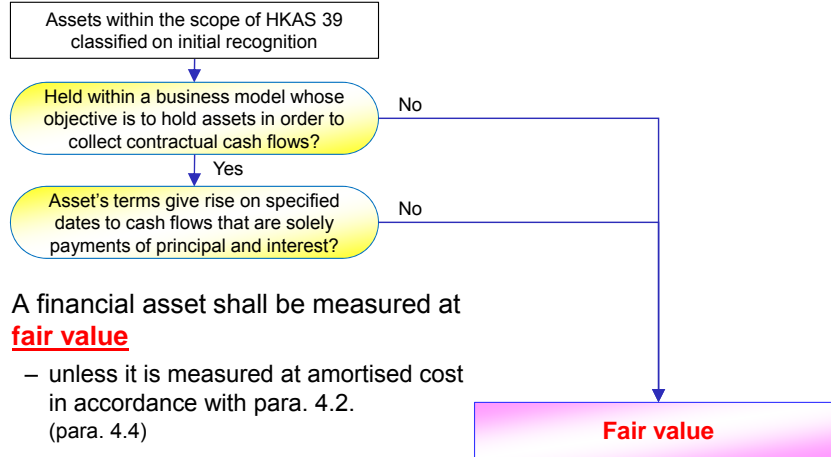 Assets within the scope of HKAS 39
classified on initial recognition
Held within a business model whose
objective is to hold assets in order to
collect contractual cash flows?
No
Yes
Asset's terms give rise on specified
dates to cash flows that are solely
payments of principal and interest?
No
A financial asset shall be measured at
fair value
– unless it is measured at amortised cost
in accordance with para. 4.2.
(para. 4.4)
Fair value